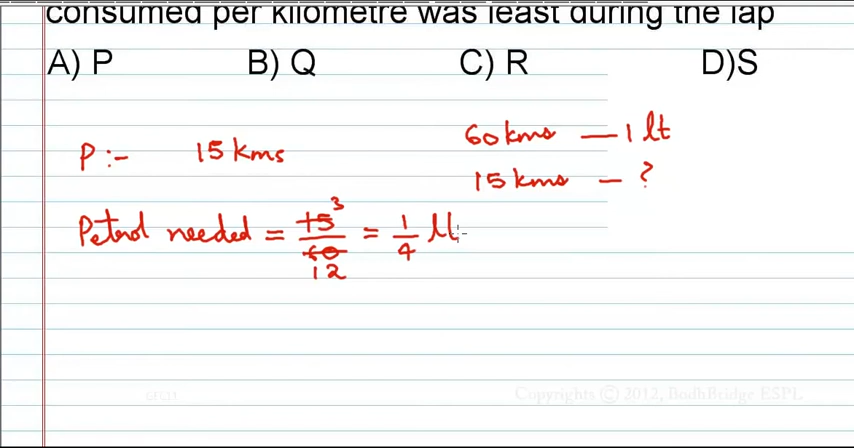 consumed per kilometre was least during the lap
A) P B) Q C) R D)S
60 kms — 1 lt
P :- 15 kms
15 kms — ?
Petrol needed = 15 3 / 60 12 = 1/4 lt
GFC11
Copyrights © 2012, BodhBridge ESPL